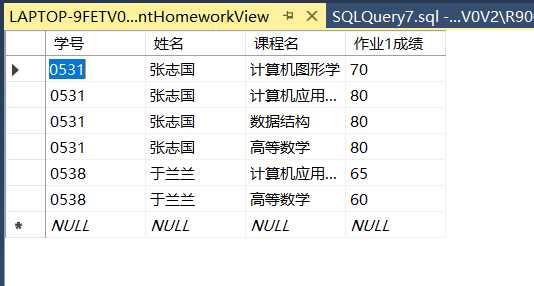 LAPTOP-9FETV0...ntHomeworkView SQLQuery7.sql -...V0V2\R90
学号 姓名 课程名 作业1成绩
0531 张志国 计算机图形学 70
0531 张志国 计算机应用... 80
0531 张志国 数据结构 80
0531 张志国 高等数学 80
0538 于兰兰 计算机应用... 65
0538 于兰兰 高等数学 60
* NULL NULL NULL NULL